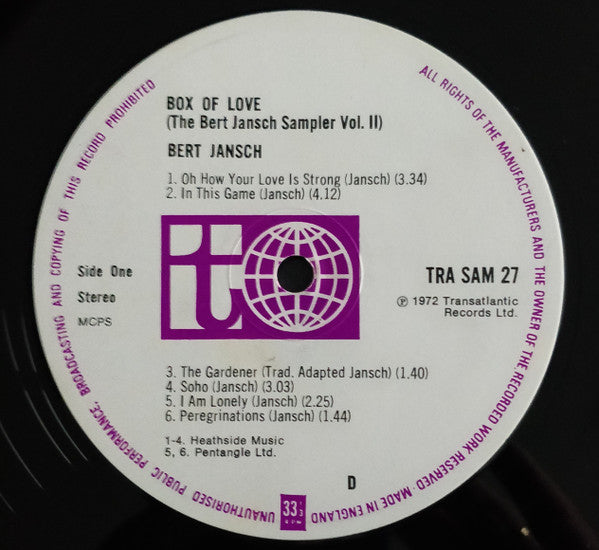 BOX OF LOVE
(The Bert Jansch Sampler Vol. II)
BERT JANSCH
1. Oh How Your Love Is Strong (Jansch) (3.34)
2. In This Game (Jansch) (4.12)
it
Side One
Stereo
MCPS
TRA SAM 27
℗ 1972 Transatlantic
Records Ltd.
3. The Gardener (Trad. Adapted Jansch) (1.40)
4. Soho (Jansch) (3.03)
5. I Am Lonely (Jansch) (2.25)
6. Peregrinations (Jansch) (1.44)
1-4. Heathside Music
5, 6. Pentangle Ltd.
D
33 1/3
RPM
ALL RIGHTS OF THE MANUFACTURERS AND THE OWNER OF THE RECORDED WORK RESERVED · MADE IN ENGLAND
UNAUTHORISED PUBLIC PERFORMANCE, BROADCASTING AND COPYING OF THIS RECORD PROHIBITED